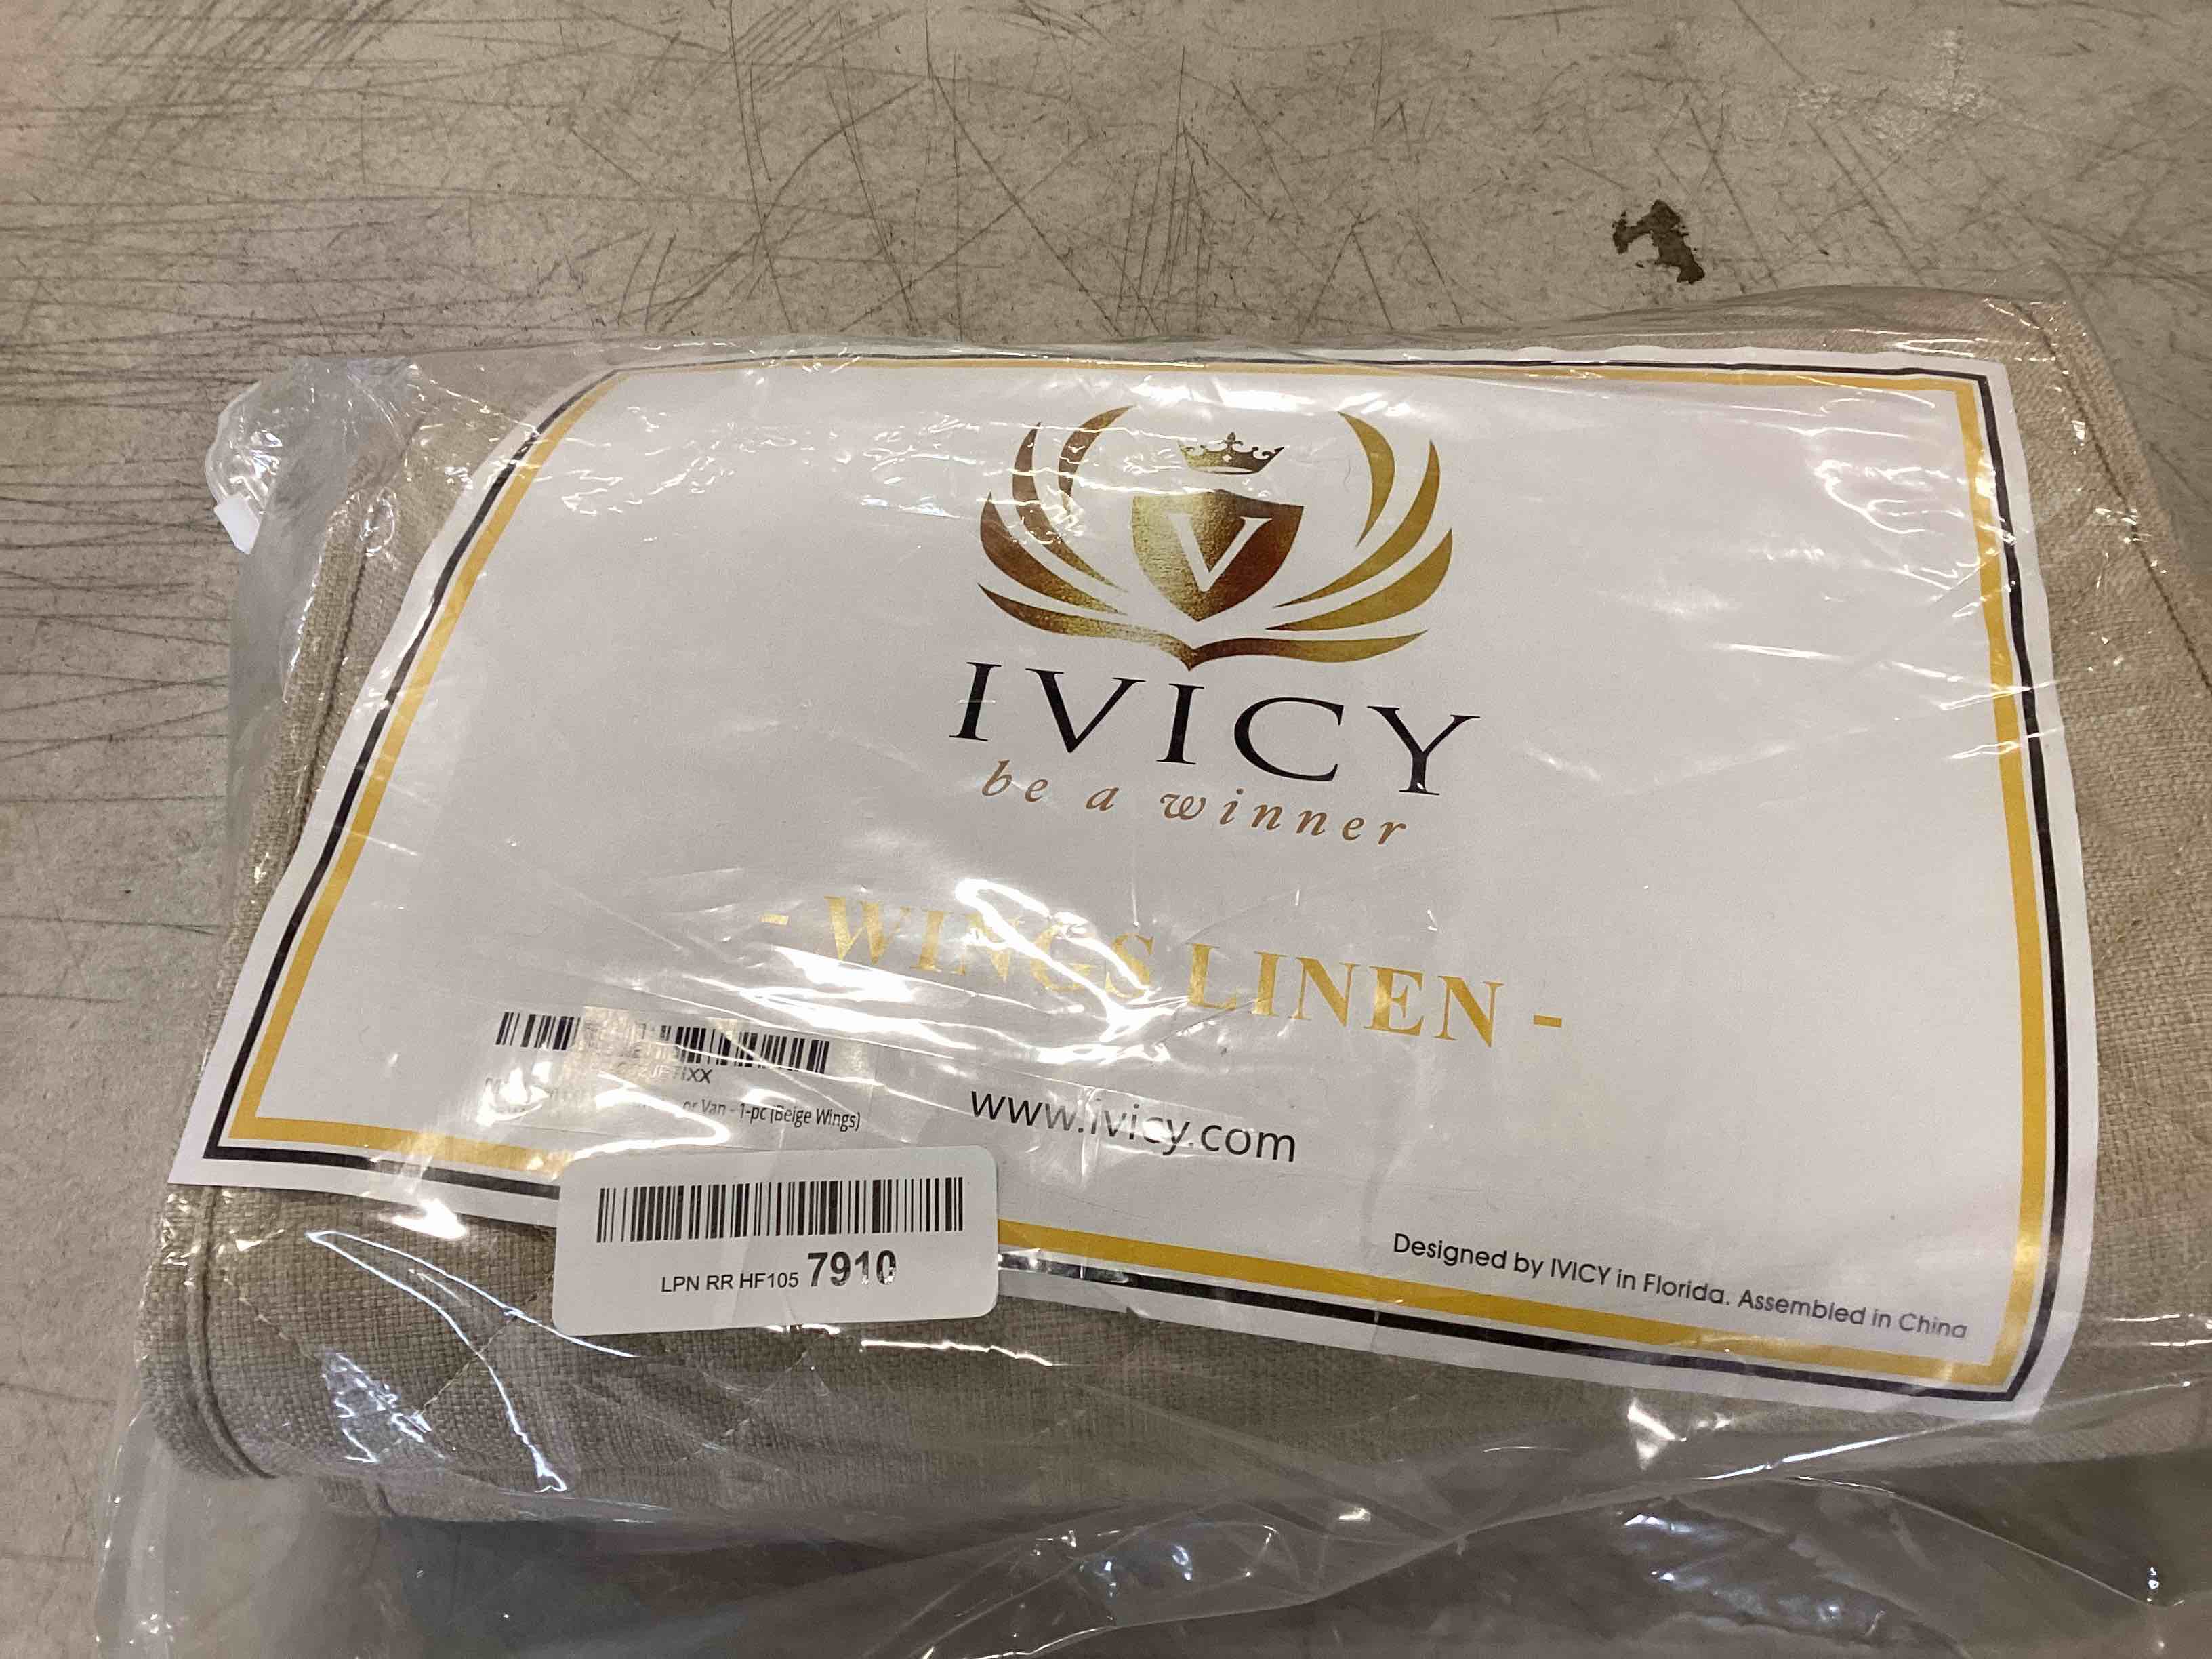 V
IVICY
be a winner
- WINGS LINEN -
or Van - 1-pc (Beige Wings)
www.ivicy.com
LPN RR HF105 7910
Designed by IVICY in Florida. Assembled in China